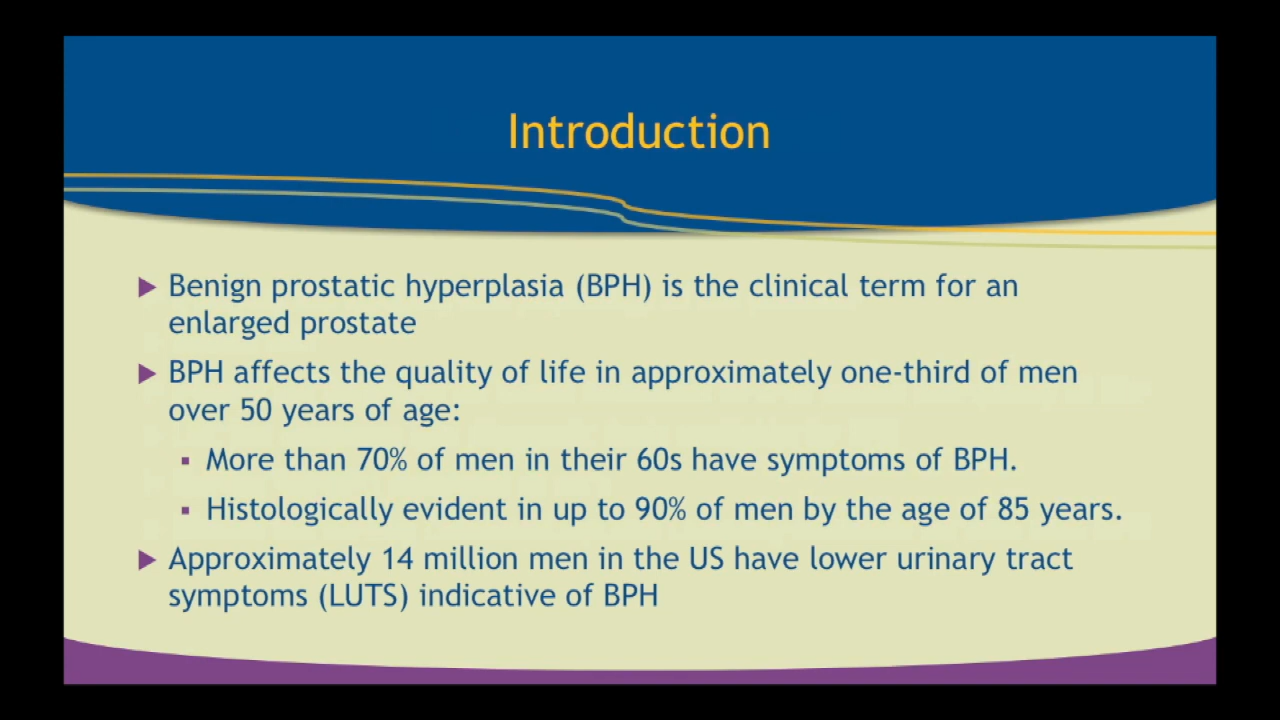 Introduction
Benign prostatic hyperplasia (BPH) is the clinical term for an
enlarged prostate
BPH affects the quality of life in approximately one-third of men
over 50 years of age:
More than 70% of men in their 60s have symptoms of BPH.
Histologically evident in up to 90% of men by the age of 85 years.
Approximately 14 million men in the US have lower urinary tract
symptoms (LUTS) indicative of BPH